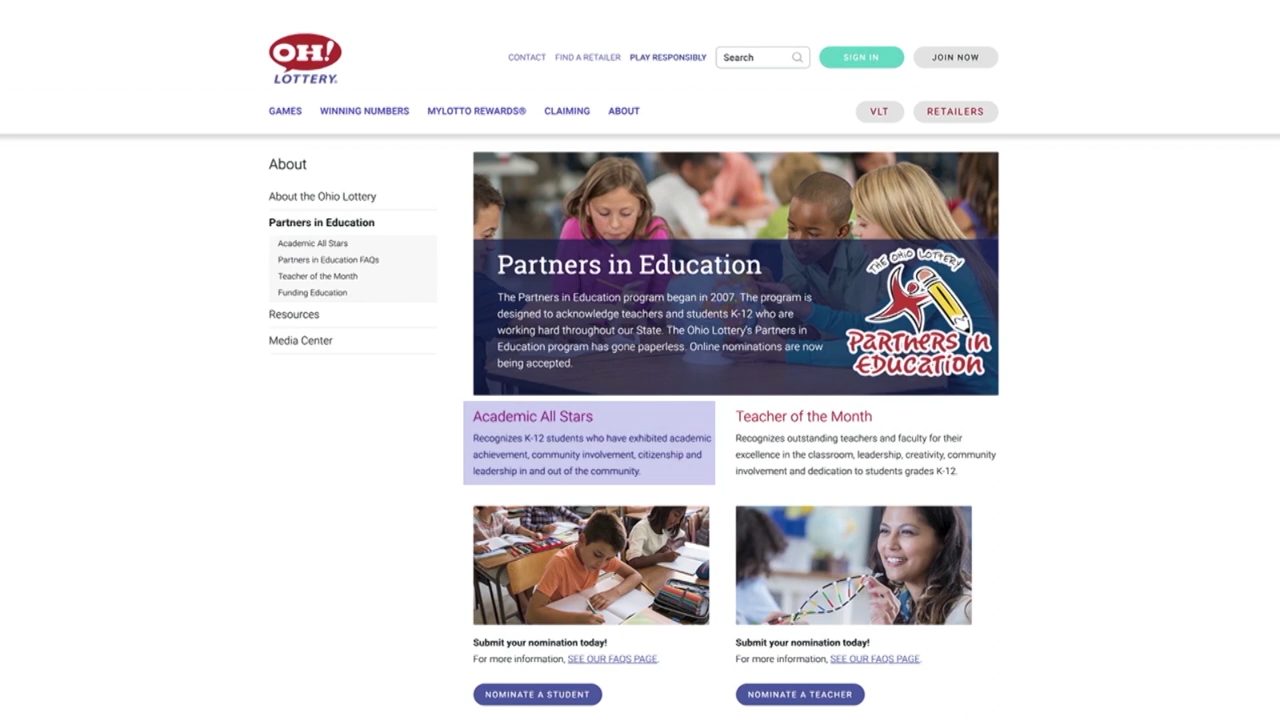 OH!
LOTTERY.
CONTACT FIND A RETAILER PLAY RESPONSIBLY Search SIGN IN JOIN NOW
GAMES WINNING NUMBERS MYLOTTO REWARDS® CLAIMING ABOUT VLT RETAILERS
About
About the Ohio Lottery
Partners in Education
Academic All Stars
Partners in Education FAQs
Teacher of the Month
Funding Education
Resources
Media Center
Partners in Education
The Partners in Education program began in 2007. The program is
designed to acknowledge teachers and students K-12 who are
working hard throughout our State. The Ohio Lottery's Partners in
Education program has gone paperless. Online nominations are now
being accepted.
THE OHIO LOTTERY
PARTNERS in
EDUCATION
Academic All Stars
Recognizes K-12 students who have exhibited academic
achievement, community involvement, citizenship and
leadership in and out of the community.
Teacher of the Month
Recognizes outstanding teachers and faculty for their
excellence in the classroom, leadership, creativity, community
involvement and dedication to students grades K-12.
Submit your nomination today!
For more information, SEE OUR FAQS PAGE.
NOMINATE A STUDENT
Submit your nomination today!
For more information, SEE OUR FAQS PAGE.
NOMINATE A TEACHER